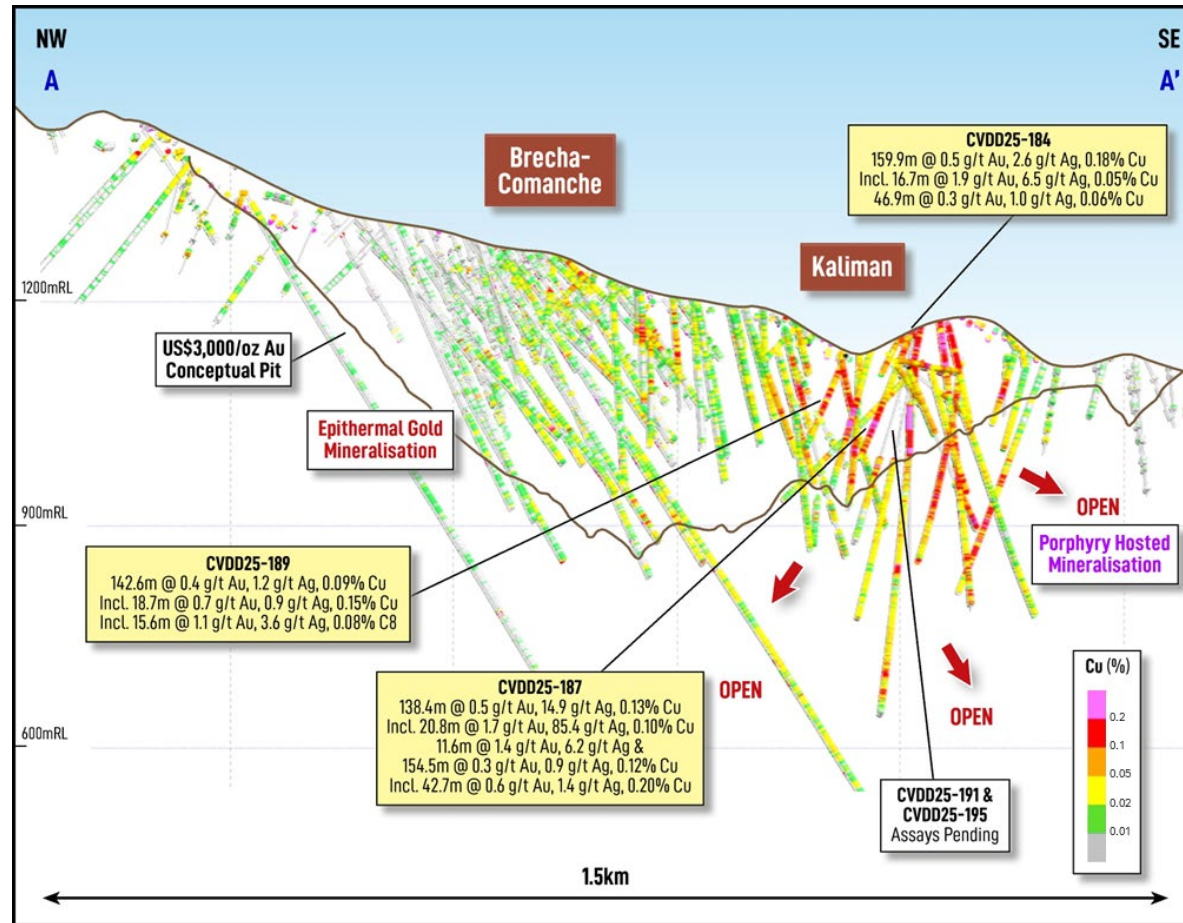 NW
A
SE
A'
Brecha-
Comanche
Kaliman
CVDD25-184
159.9m @ 0.5 g/t Au, 2.6 g/t Ag, 0.18% Cu
Incl. 16.7m @ 1.9 g/t Au, 6.5 g/t Ag, 0.05% Cu
46.9m @ 0.3 g/t Au, 1.0 g/t Ag, 0.06% Cu
1200mRL
US$3,000/oz Au
Conceptual Pit
Epithermal Gold
Mineralisation
900mRL
OPEN
Porphyry Hosted
Mineralisation
CVDD25-189
142.6m @ 0.4 g/t Au, 1.2 g/t Ag, 0.09% Cu
Incl. 18.7m @ 0.7 g/t Au, 0.9 g/t Ag, 0.15% Cu
Incl. 15.6m @ 1.1 g/t Au, 3.6 g/t Ag, 0.08% C8
CVDD25-187
138.4m @ 0.5 g/t Au, 14.9 g/t Ag, 0.13% Cu
Incl. 20.8m @ 1.7 g/t Au, 85.4 g/t Ag, 0.10% Cu
11.6m @ 1.4 g/t Au, 6.2 g/t Ag &
154.5m @ 0.3 g/t Au, 0.9 g/t Ag, 0.12% Cu
Incl. 42.7m @ 0.6 g/t Au, 1.4 g/t Ag, 0.20% Cu
OPEN
OPEN
600mRL
CVDD25-191 &
CVDD25-195
Assays Pending
Cu (%)
0.2
0.1
0.05
0.02
0.01
1.5km